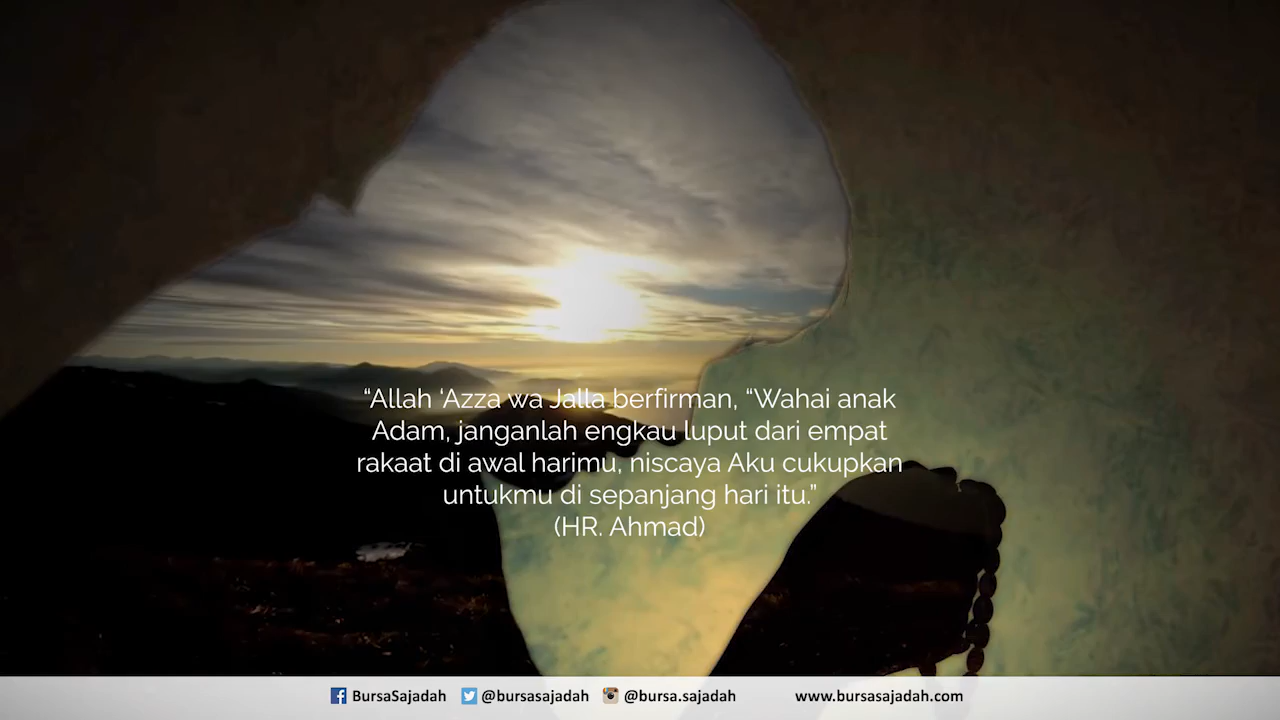 “Allah ‘Azza wa Jalla berfirman, “Wahai anak
Adam, janganlah engkau luput dari empat
rakaat di awal harimu, niscaya Aku cukupkan
untukmu di sepanjang hari itu.”
(HR. Ahmad)
BursaSajadah @bursasajadah @bursa.sajadah www.bursasajadah.com